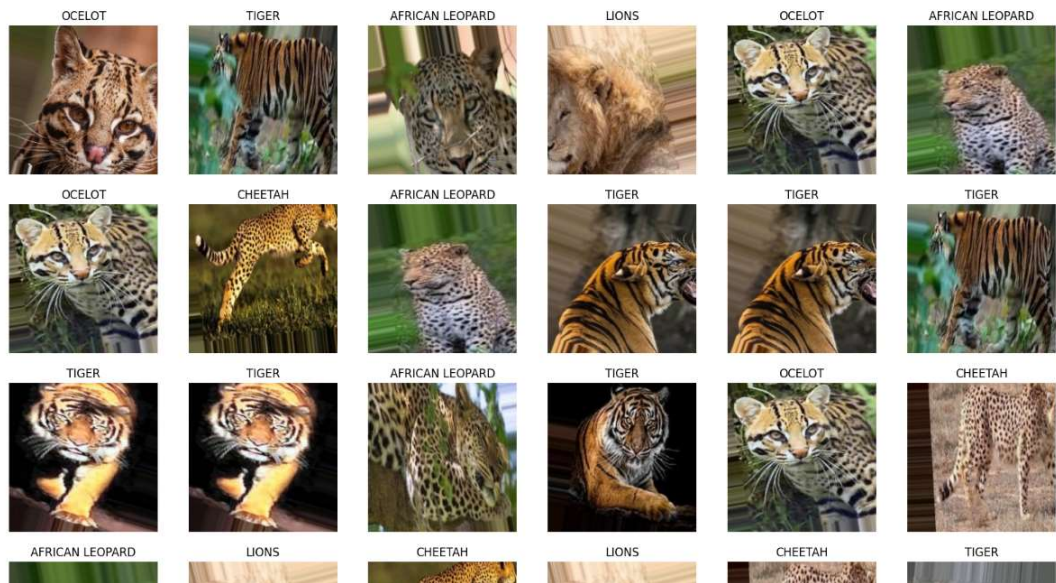 OCELOT TIGER AFRICAN LEOPARD LIONS OCELOT AFRICAN LEOPARD
OCELOT CHEETAH AFRICAN LEOPARD TIGER TIGER TIGER
TIGER TIGER AFRICAN LEOPARD TIGER OCELOT CHEETAH
AFRICAN LEOPARD LIONS CHEETAH LIONS CHEETAH TIGER